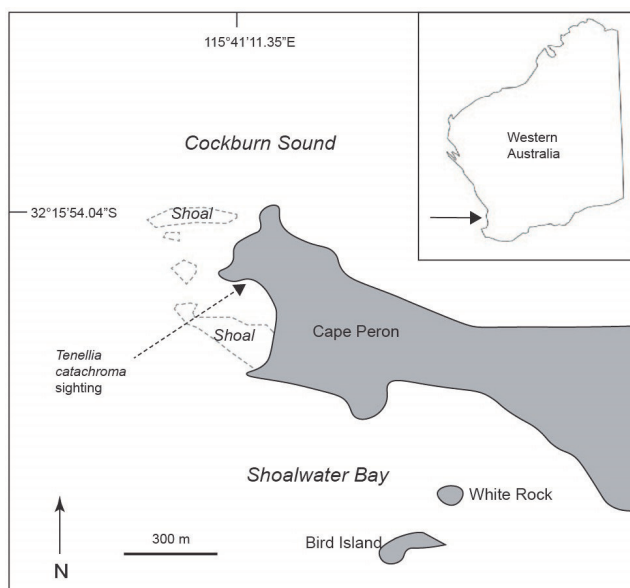 115°41'11.35"E
Western
Australia
Cockburn Sound
32°15'54.04"S
Shoal
Cape Peron
Shoal
Tenellia
catachroma
sighting
Shoalwater Bay
White Rock
Bird Island
300 m
N